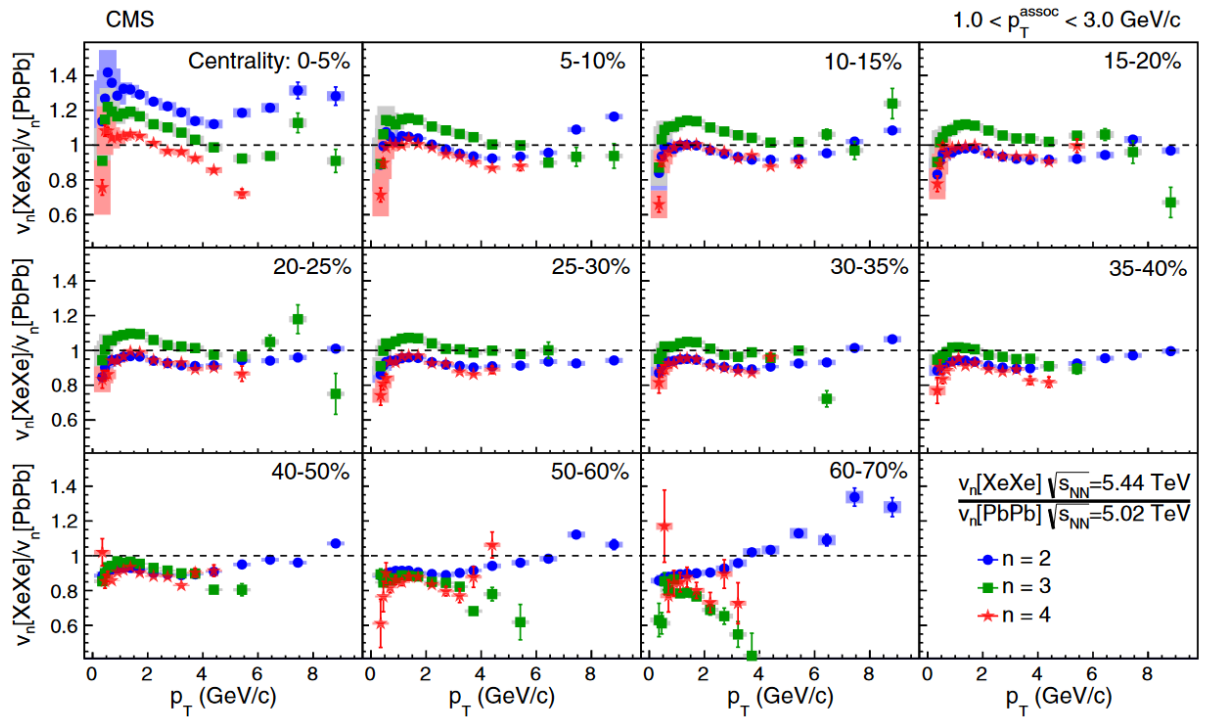 CMS
1.0 < p_T^assoc < 3.0 GeV/c
v_n[XeXe]/v_n[PbPb]
1.4
1.2
1
0.8
0.6
Centrality: 0-5%
5-10%
10-15%
15-20%
v_n[XeXe]/v_n[PbPb]
1.4
1.2
1
0.8
0.6
20-25%
25-30%
30-35%
35-40%
v_n[XeXe]/v_n[PbPb]
1.4
1.2
1
0.8
0.6
40-50%
50-60%
60-70%
v_n[XeXe] √s_NN=5.44 TeV
v_n[PbPb] √s_NN=5.02 TeV
n = 2
n = 3
n = 4
0 2 4 6 8
0 2 4 6 8
0 2 4 6 8
0 2 4 6 8
p_T (GeV/c)
p_T (GeV/c)
p_T (GeV/c)
p_T (GeV/c)